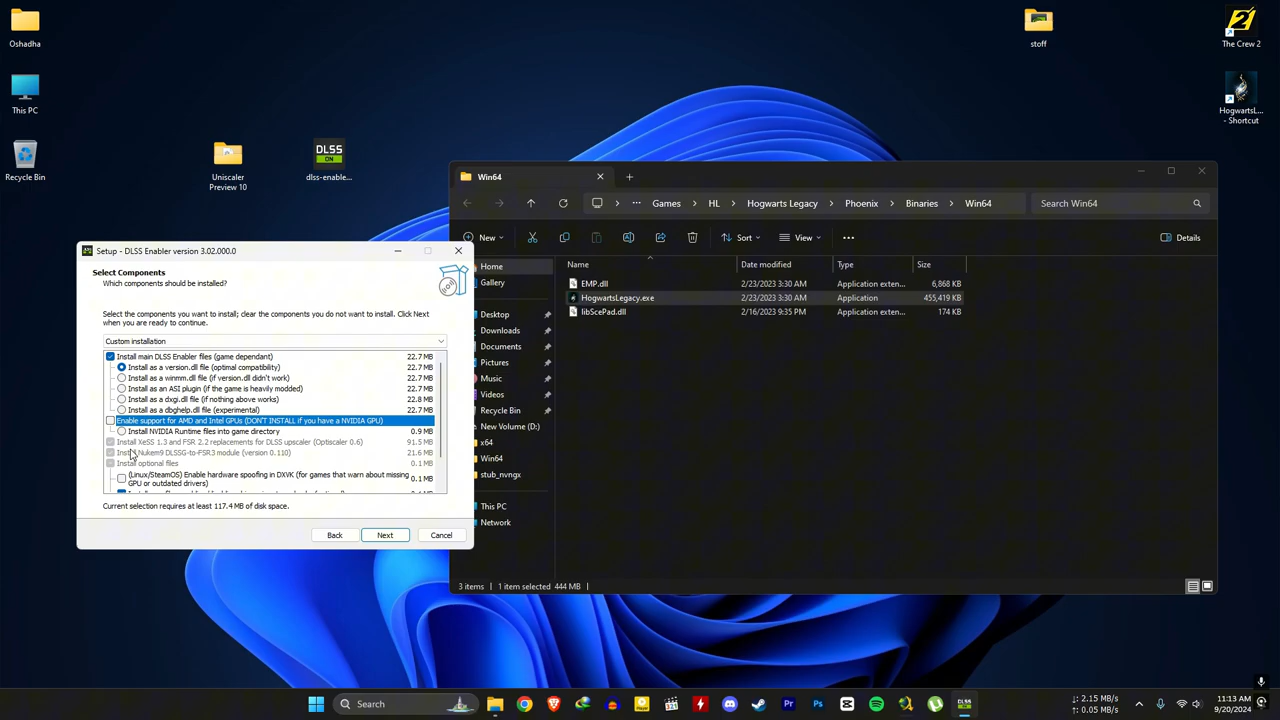 Oshadha
This PC
Recycle Bin
Uniscaler
Preview 10
DLSS
ON
dlss-enable...
stoff
The Crew 2
HogwartsL...
- Shortcut
Win64
Games
HL
Hogwarts Legacy
Phoenix
Binaries
Win64
Search Win64
New
Sort
View
Details
Name
Date modified
Type
Size
Home
Gallery
Desktop
Downloads
Documents
Pictures
Music
Videos
Recycle Bin
New Volume (D:)
x64
Win64
stub_nvngx
This PC
Network
EMP.dll 2/23/2023 3:30 AM Application exten... 6,868 KB
HogwartsLegacy.exe 2/23/2023 3:30 AM Application 455,419 KB
libScePad.dll 2/16/2023 9:35 PM Application exten... 174 KB
3 items 1 item selected 444 MB
Setup - DLSS Enabler version 3.02.000.0
Select Components
Which components should be installed?
Select the components you want to install; clear the components you do not want to install. Click Next
when you are ready to continue.
Custom installation
Install main DLSS Enabler files (game dependant) 22.7 MB
Install as a version.dll file (optimal compatibility) 22.7 MB
Install as a winmm.dll file (if version.dll didn't work) 22.7 MB
Install as an ASI plugin (if the game is heavily modded) 22.7 MB
Install as a dxgi.dll file (if nothing above works) 22.8 MB
Install as a dbghelp.dll file (experimental) 22.7 MB
Enable support for AMD and Intel GPUs (DON'T INSTALL if you have a NVIDIA GPU)
Install NVIDIA Runtime files into game directory 0.9 MB
Install XeSS 1.3 and FSR 2.2 replacements for DLSS upscaler (Optiscaler 0.6) 91.5 MB
Install Nukem9 DLSSG-to-FSR3 module (version 0.110) 21.6 MB
Install optional files 0.1 MB
(Linux/SteamOS) Enable hardware spoofing in DXVK (for games that warn about missing
GPU or outdated drivers) 0.1 MB
Current selection requires at least 117.4 MB of disk space.
Back
Next
Cancel
Search
DLSS
↓: 2.15 MB/s
↑: 0.05 MB/s
11:13 AM
9/20/2024